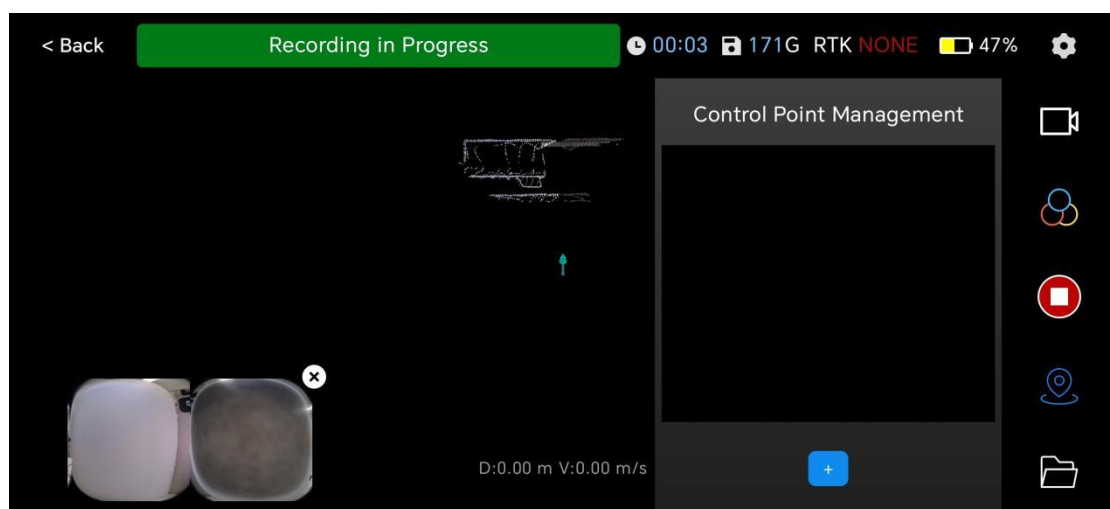 < Back
Recording in Progress
00:03 171G RTK NONE 47%
Control Point Management
D:0.00 m V:0.00 m/s
+